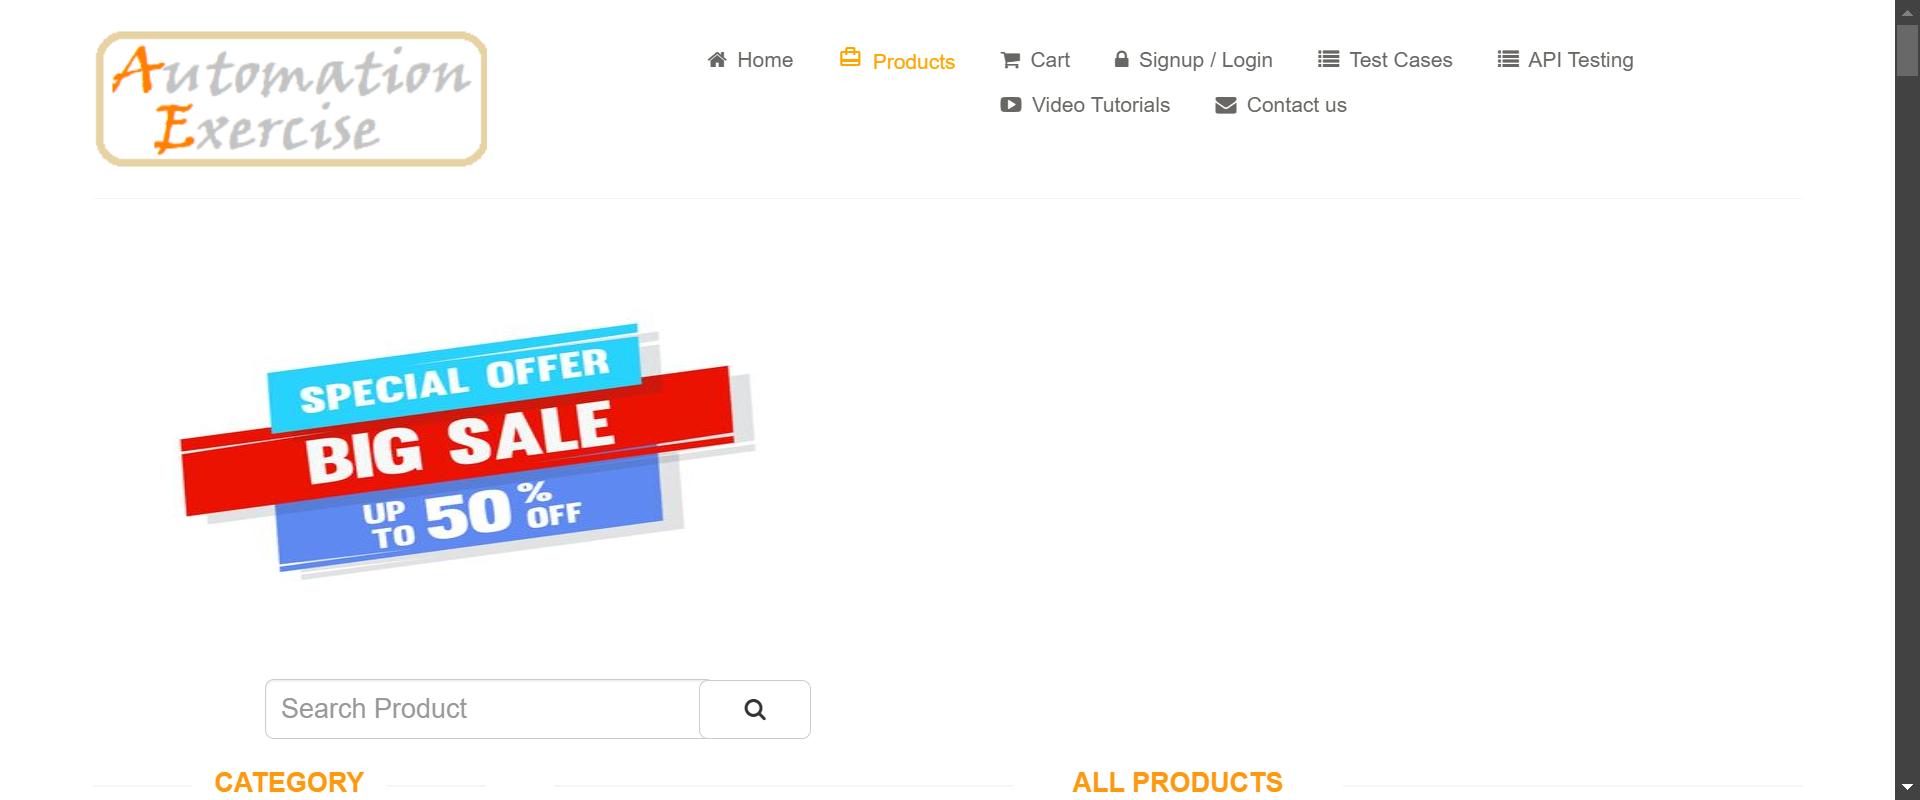 Automation
Exercise
Home
Products
Cart
Signup / Login
Test Cases
API Testing
Video Tutorials
Contact us
SPECIAL OFFER
BIG SALE
UP TO 50% OFF
Search Product
CATEGORY
ALL PRODUCTS